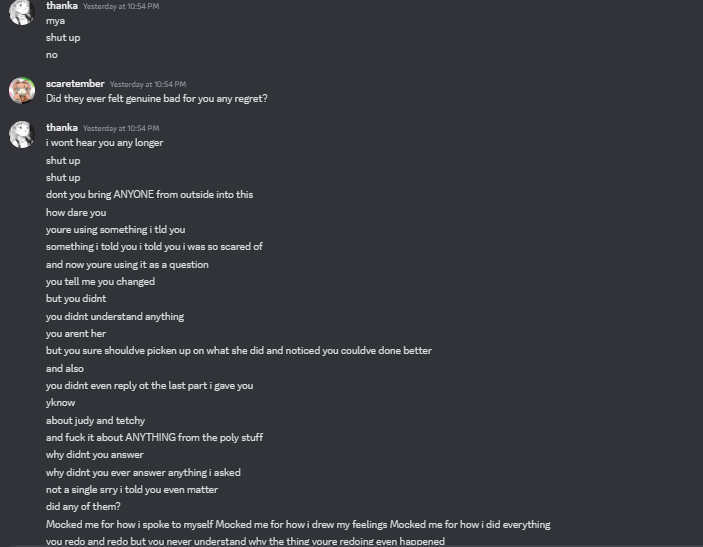 thanka Yesterday at 10:54 PM
mya
shut up
no
scaretember Yesterday at 10:54 PM
Did they ever felt genuine bad for you any regret?
thanka Yesterday at 10:54 PM
i wont hear you any longer
shut up
shut up
dont you bring ANYONE from outside into this
how dare you
youre using something i tld you
something i told you i told you i was so scared of
and now youre using it as a question
you tell me you changed
but you didnt
you didnt understand anything
you arent her
but you sure shouldve picken up on what she did and noticed you couldve done better
and also
you didnt even reply ot the last part i gave you
yknow
about judy and tetchy
and fuck it about ANYTHING from the poly stuff
why didnt you answer
why didnt you ever answer anything i asked
not a single srry i told you even matter
did any of them?
Mocked me for how i spoke to myself Mocked me for how i drew my feelings Mocked me for how i did everything
you redo and redo but you never understand why the thing youre redoing even happened